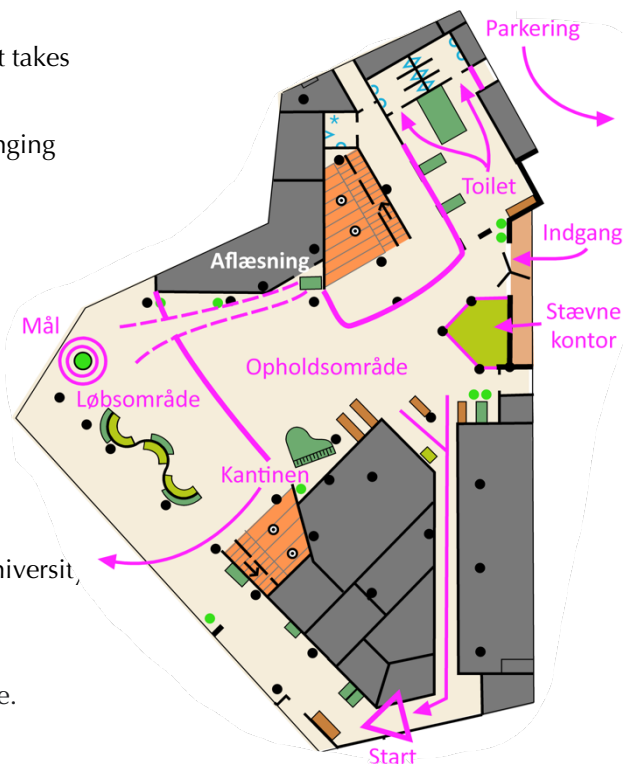 t takes
nging
niversit,
e.
Parkering
Toilet
Indgang
Aflæsning
Stævne
kontor
Mål
Opholdsområde
Løbsområde
Kantinen
Start